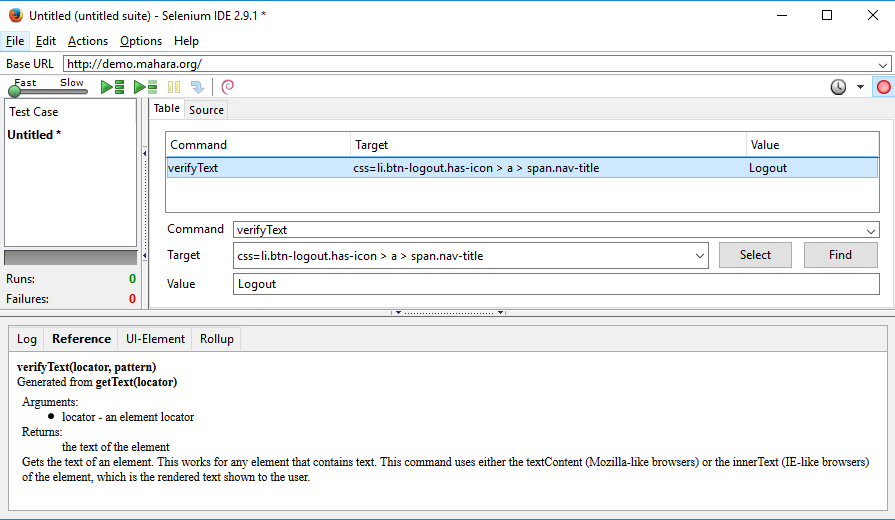 Untitled (untitled suite) - Selenium IDE 2.9.1 *
File Edit Actions Options Help
Base URL http://demo.mahara.org/
Fast Slow
Test Case
Untitled *
Runs: 0
Failures: 0
Table Source
Command Target Value
verifyText css=li.btn-logout.has-icon > a > span.nav-title Logout
Command verifyText
Target css=li.btn-logout.has-icon > a > span.nav-title Select Find
Value Logout
Log Reference UI-Element Rollup
verifyText(locator, pattern)
Generated from getText(locator)
Arguments:
locator - an element locator
Returns:
the text of the element
Gets the text of an element. This works for any element that contains text. This command uses either the textContent (Mozilla-like browsers) or the innerText (IE-like browsers)
of the element, which is the rendered text shown to the user.